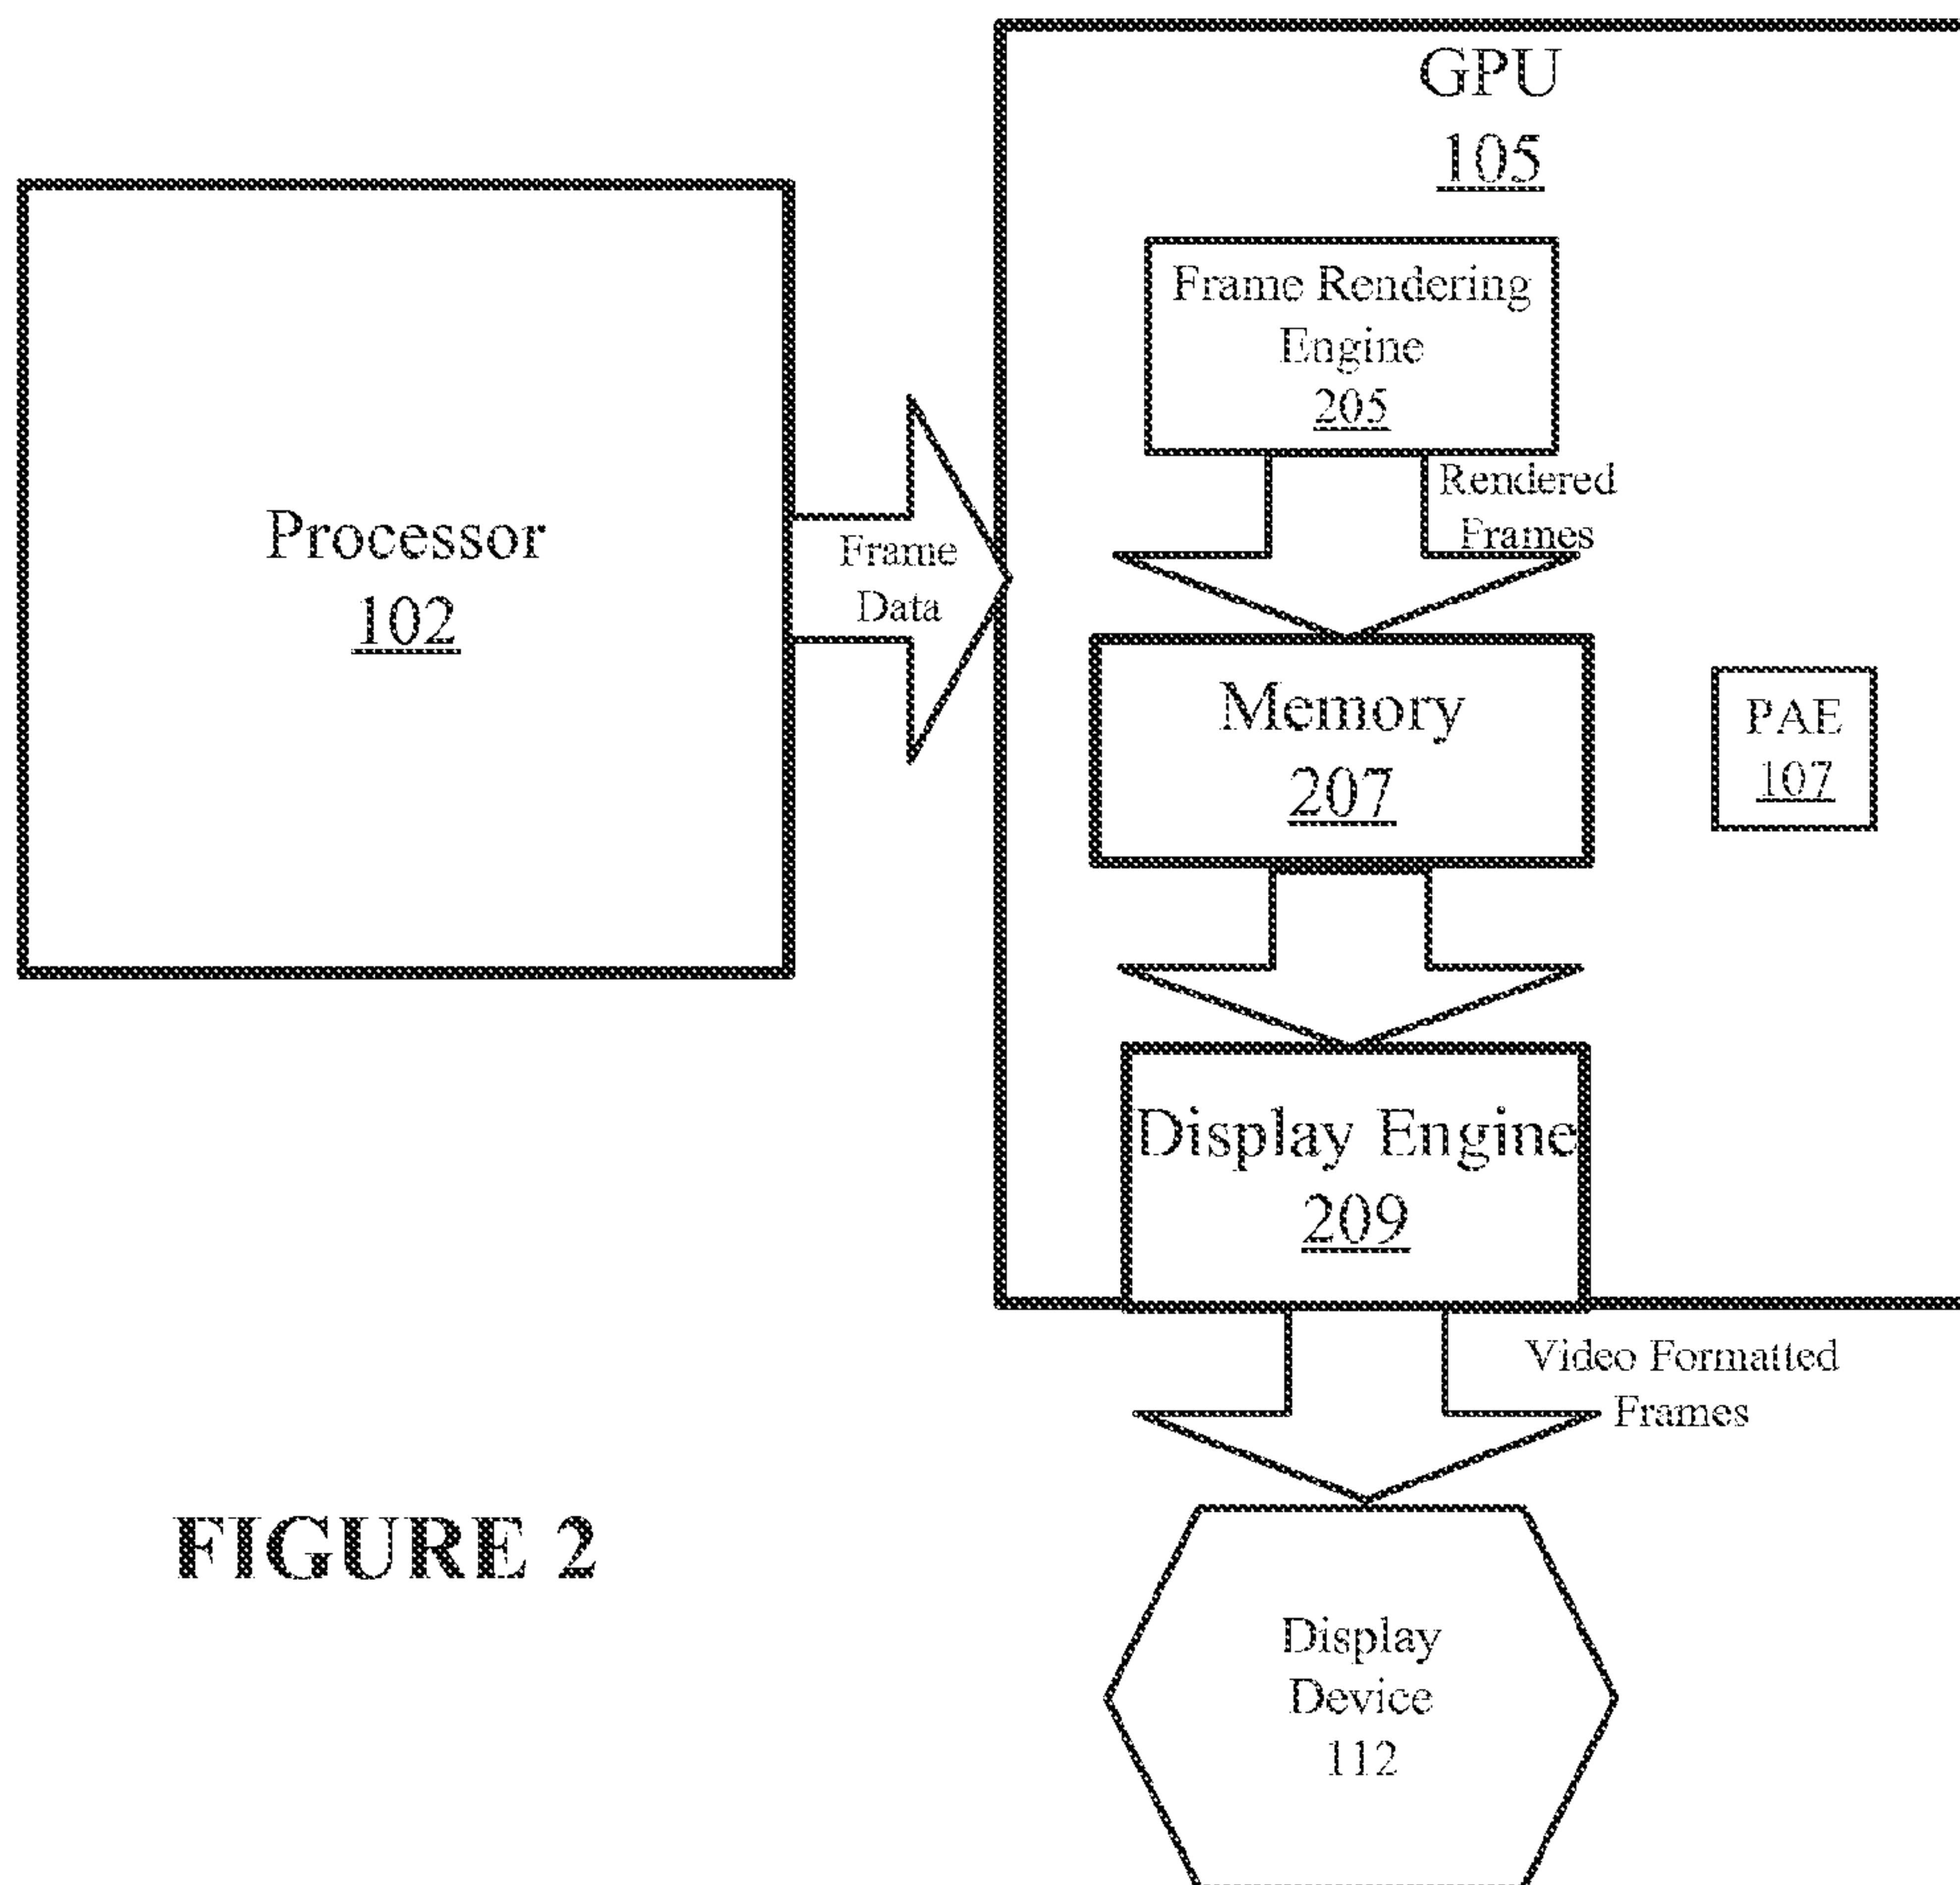 GPU
105
Frame Rendering
Engine
205
Rendered
Frames
Processor
102
Frame
Data
Memory
207
PAE
107
Display Engine
209
Video Formatted
Frames
FIGURE 2
Display
Device
112